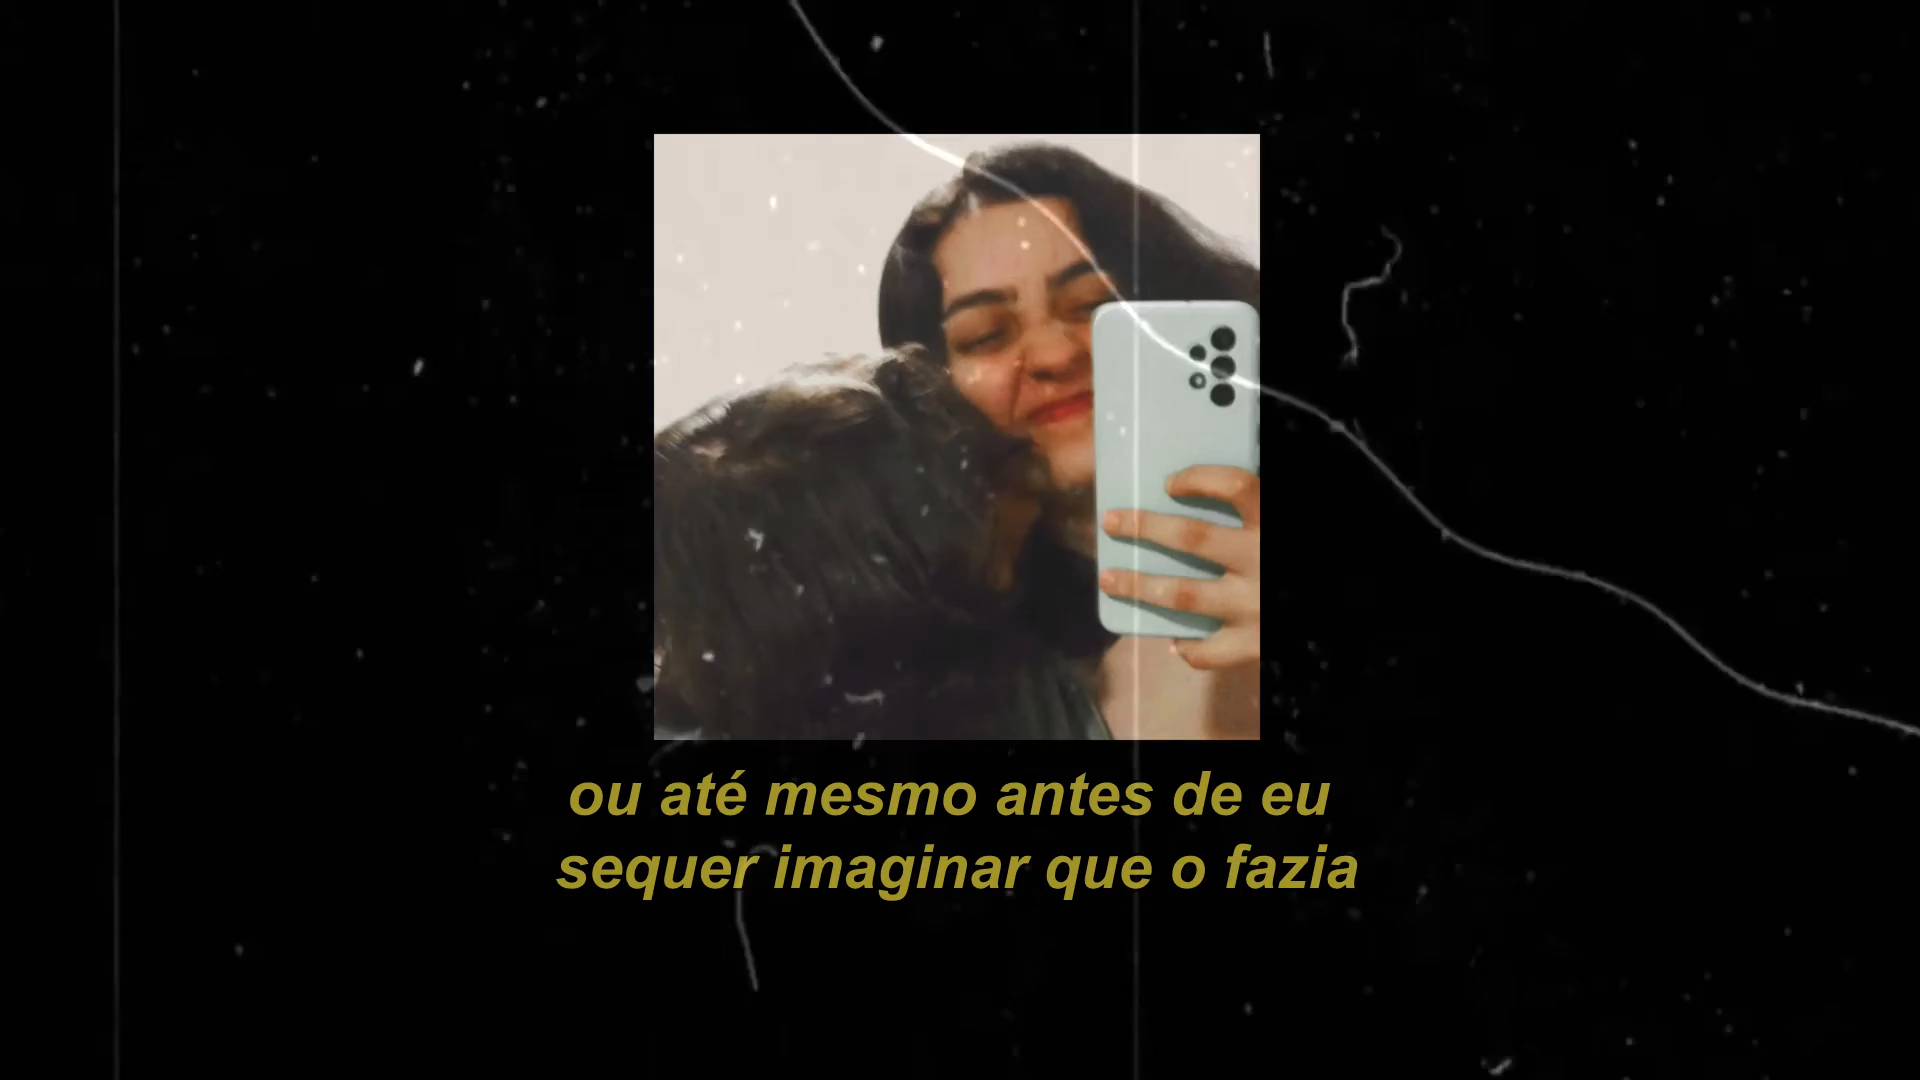 ou até mesmo antes de eu
sequer imaginar que o fazia